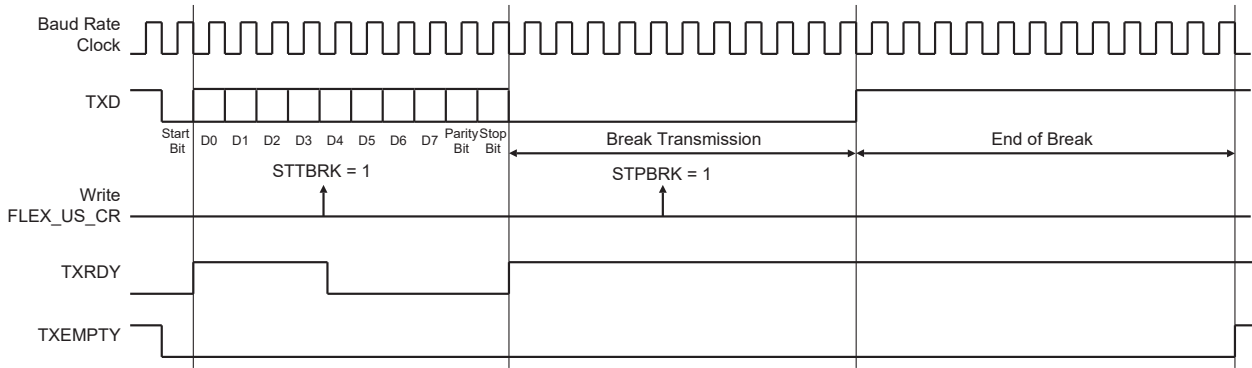 Baud Rate
Clock
TXD
Start
Bit
D0 D1 D2 D3 D4 D5 D6 D7
Parity
Bit
Stop
Bit
Break Transmission
End of Break
STTBRK = 1
STPBRK = 1
Write
FLEX_US_CR
TXRDY
TXEMPTY